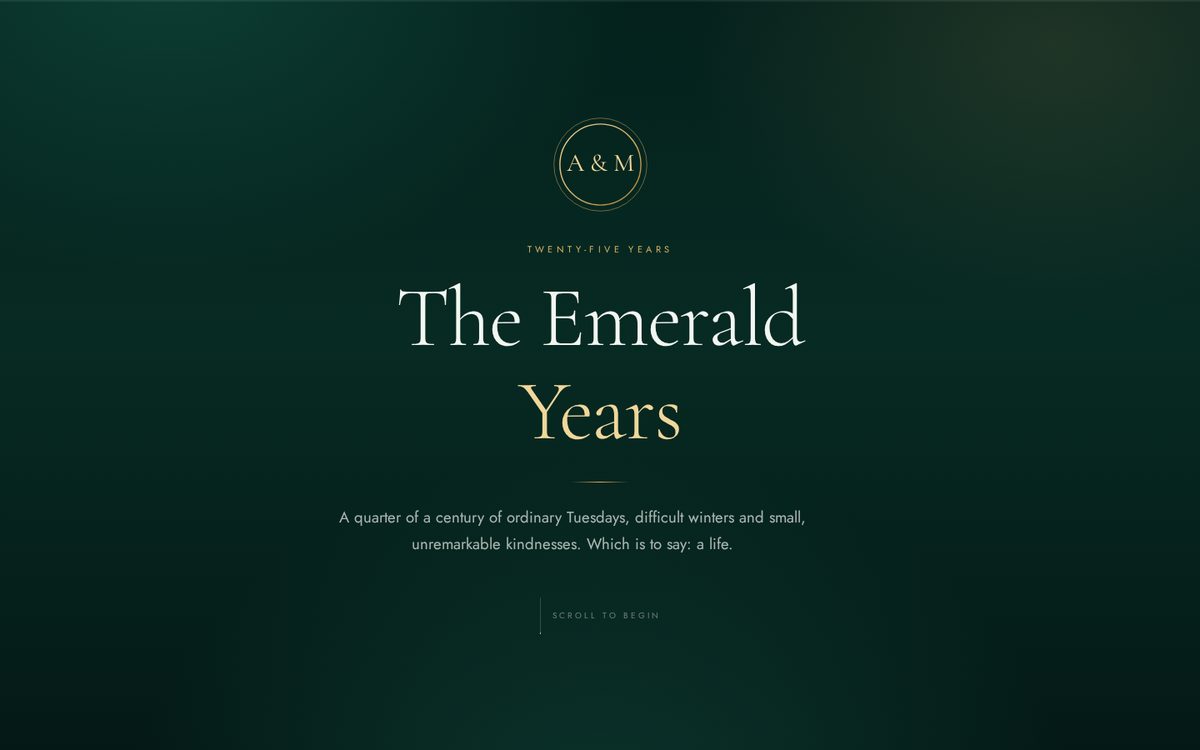 A & M
TWENTY-FIVE YEARS
The Emerald
Years
A quarter of a century of ordinary Tuesdays, difficult winters and small,
unremarkable kindnesses. Which is to say: a life.
SCROLL TO BEGIN